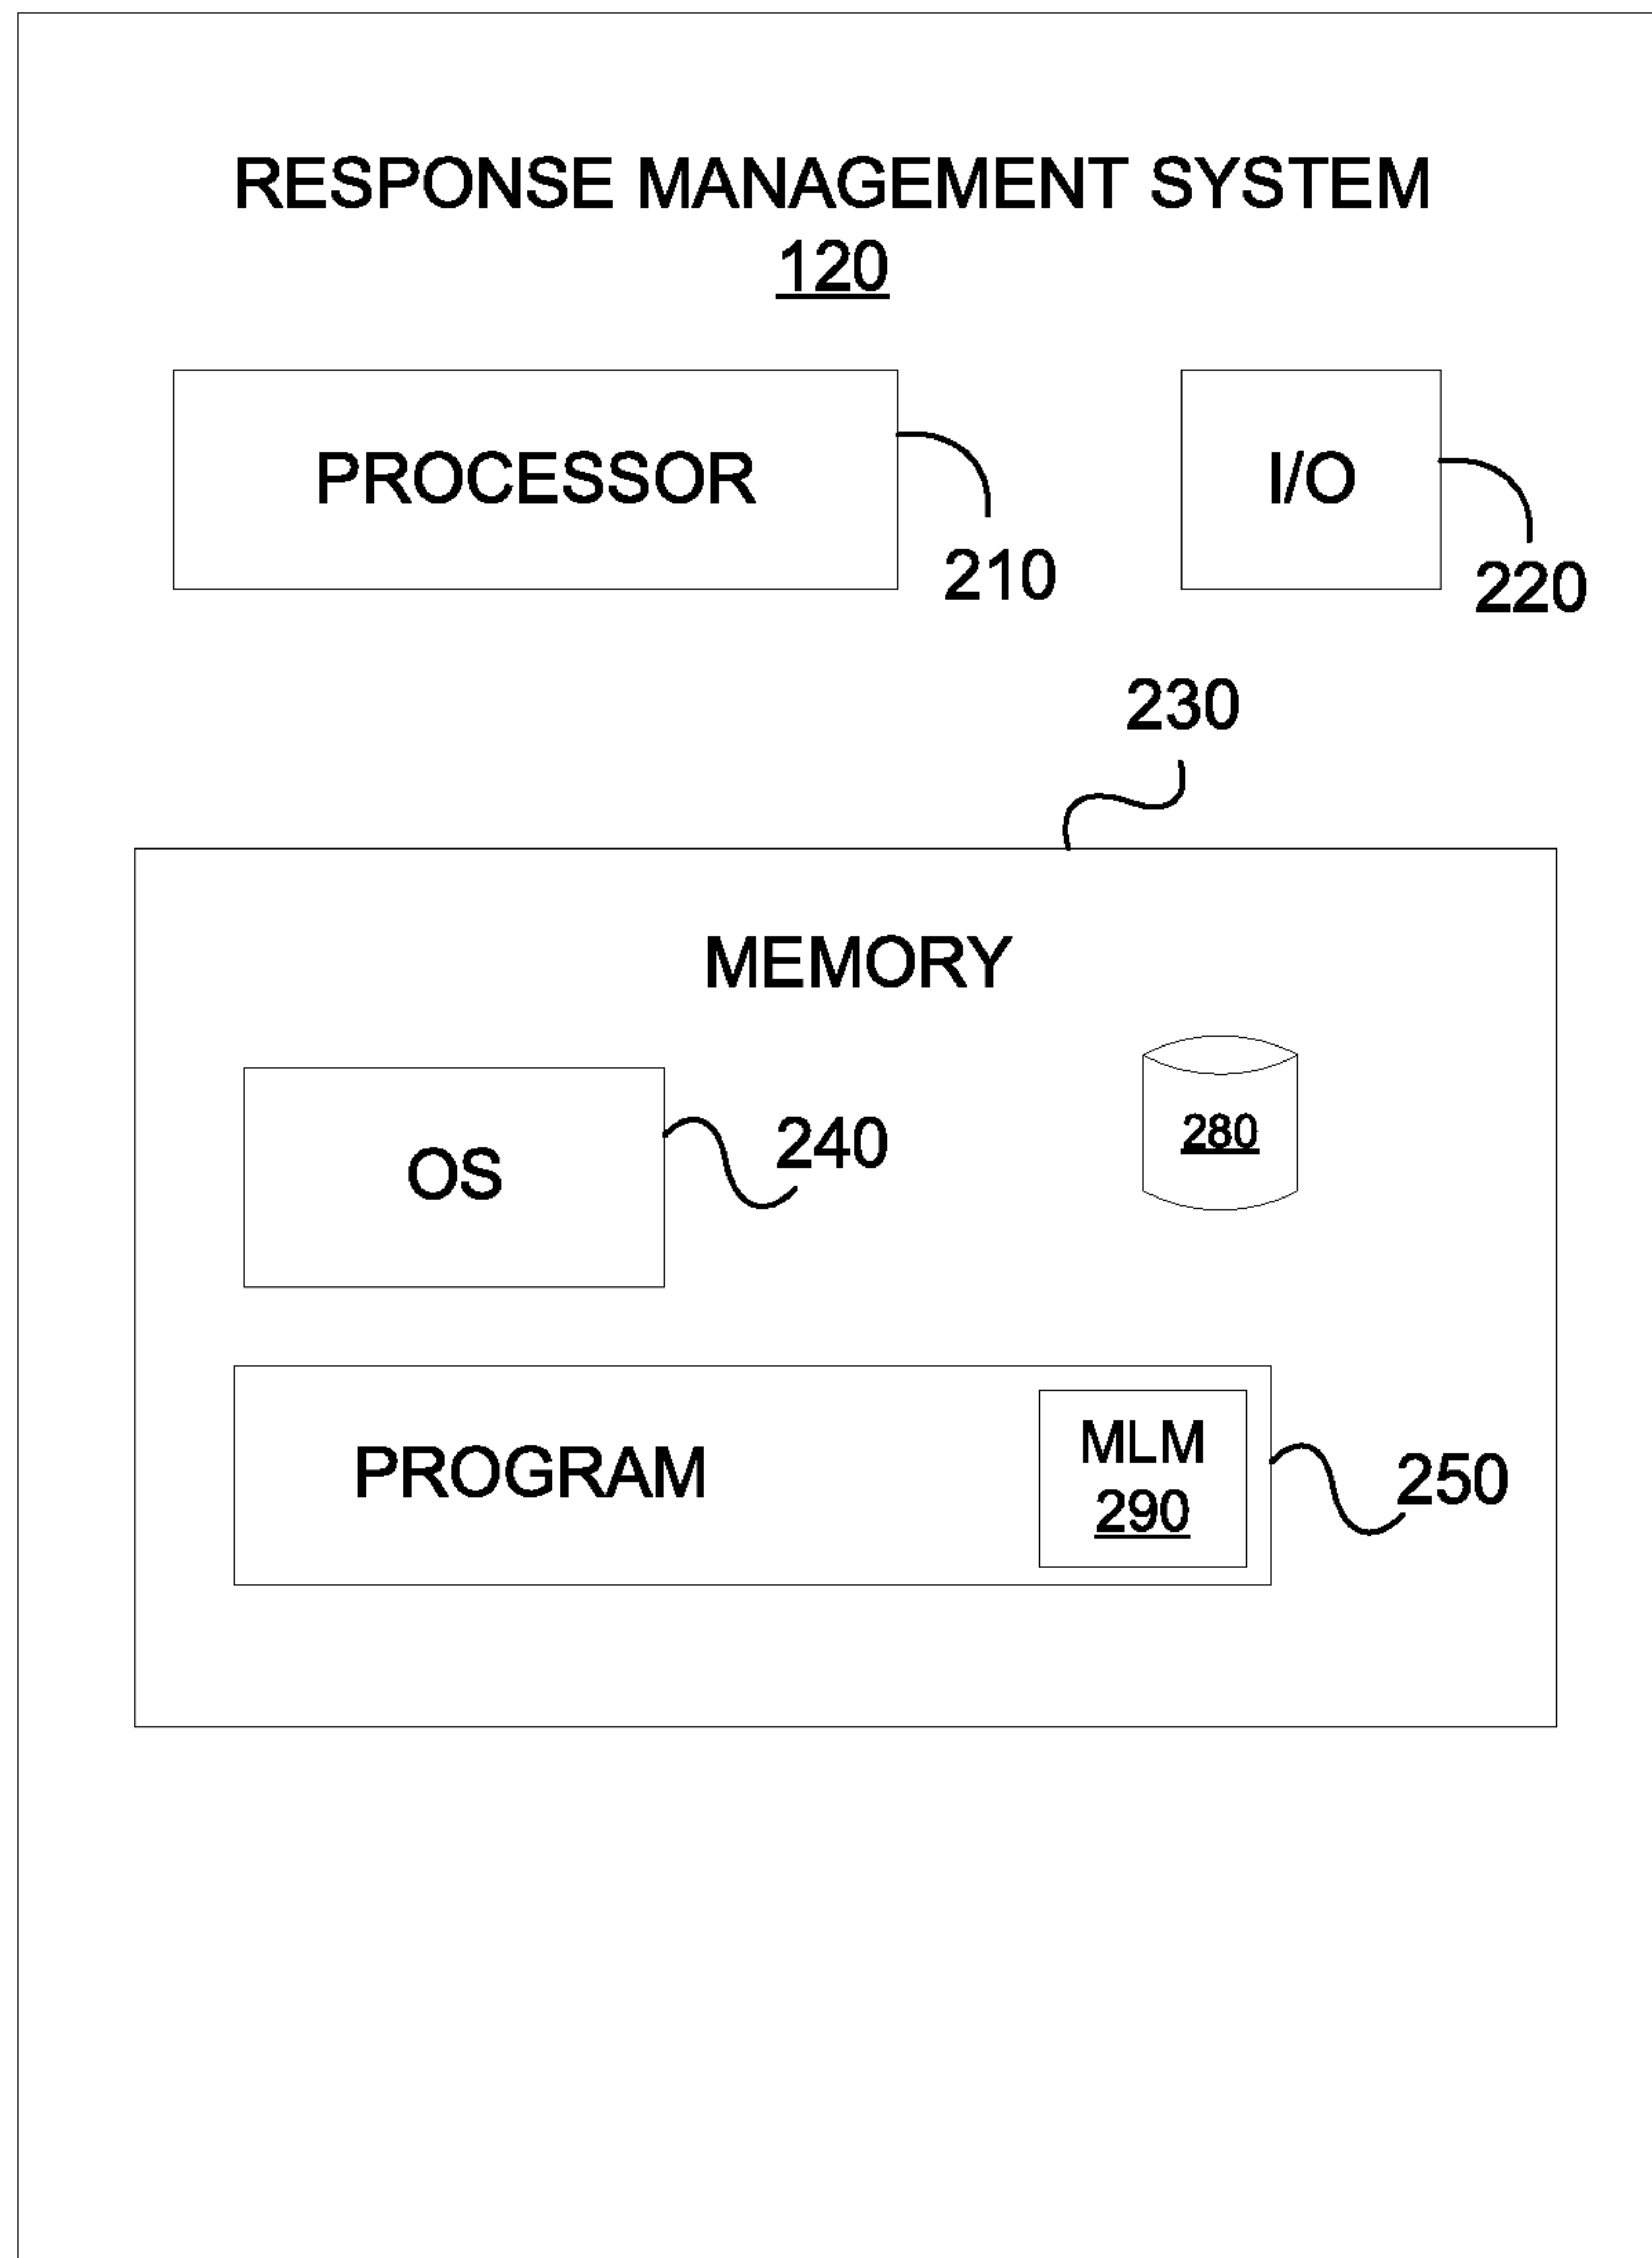 RESPONSE MANAGEMENT SYSTEM
120
PROCESSOR
I/O
210
220
230
MEMORY
OS
240
280
PROGRAM
MLM
290
250